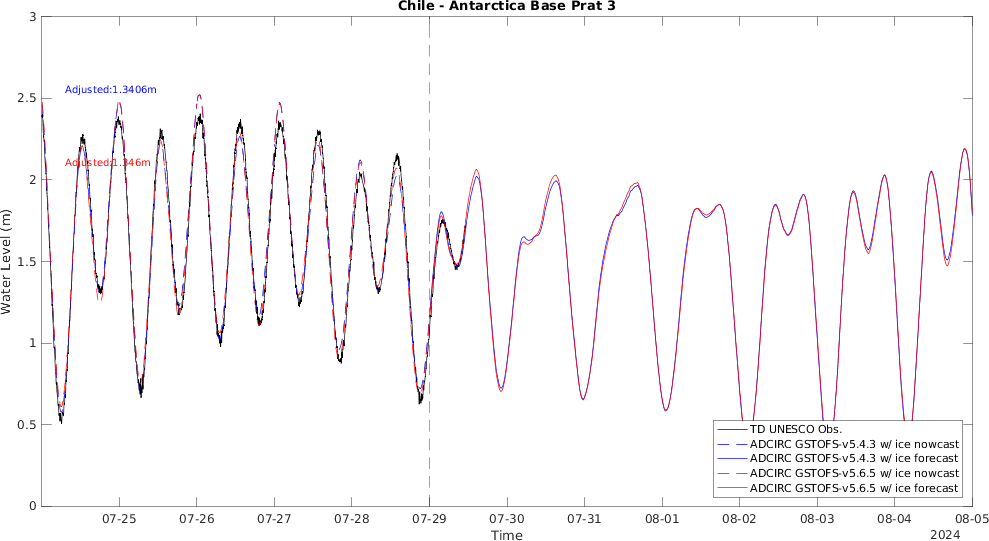 Chile - Antarctica Base Prat 3
3
2.5
2
1.5
1
0.5
0
Water Level (m)
Adjusted:1.3406m
Adjusted:1.346m
TD UNESCO Obs.
ADCIRC GSTOFS-v5.4.3 w/ ice nowcast
ADCIRC GSTOFS-v5.4.3 w/ ice forecast
ADCIRC GSTOFS-v5.6.5 w/ ice nowcast
ADCIRC GSTOFS-v5.6.5 w/ ice forecast
07-25 07-26 07-27 07-28 07-29 07-30 07-31 08-01 08-02 08-03 08-04 08-05
Time
2024